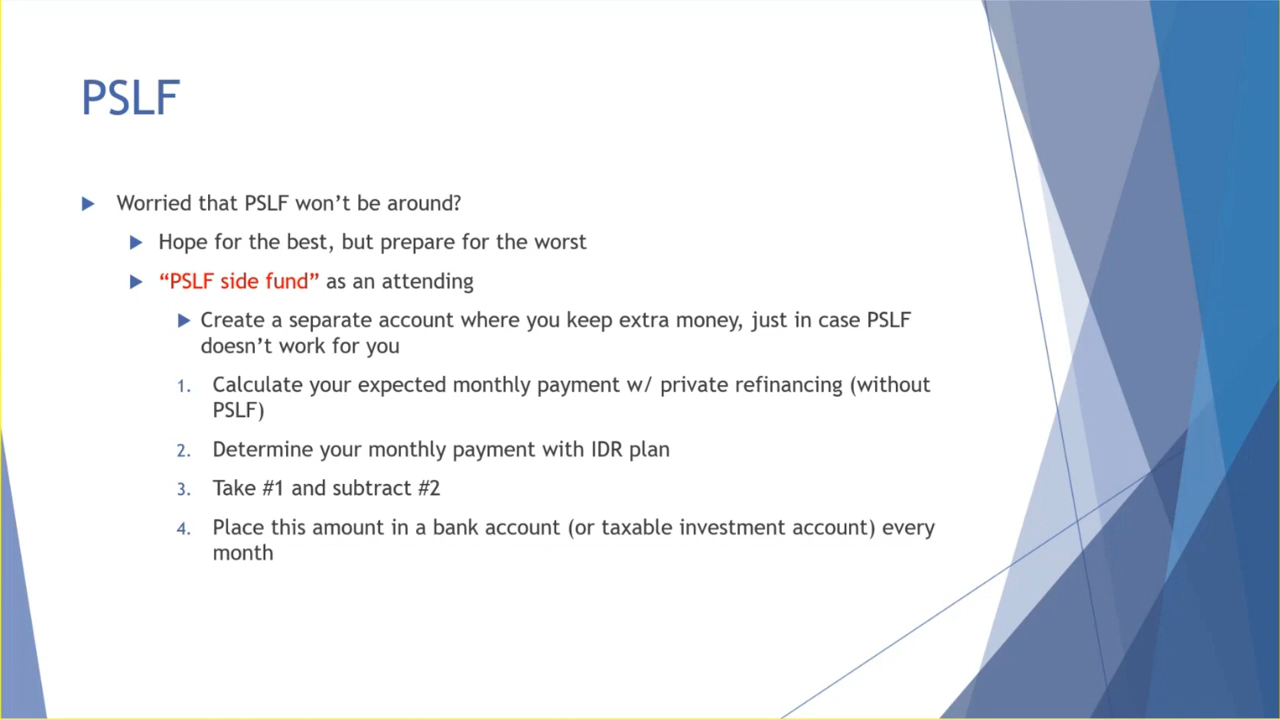 PSLF
Worried that PSLF won’t be around?
Hope for the best, but prepare for the worst
“PSLF side fund” as an attending
Create a separate account where you keep extra money, just in case PSLF
doesn’t work for you
1. Calculate your expected monthly payment w/ private refinancing (without
PSLF)
2. Determine your monthly payment with IDR plan
3. Take #1 and subtract #2
4. Place this amount in a bank account (or taxable investment account) every
month